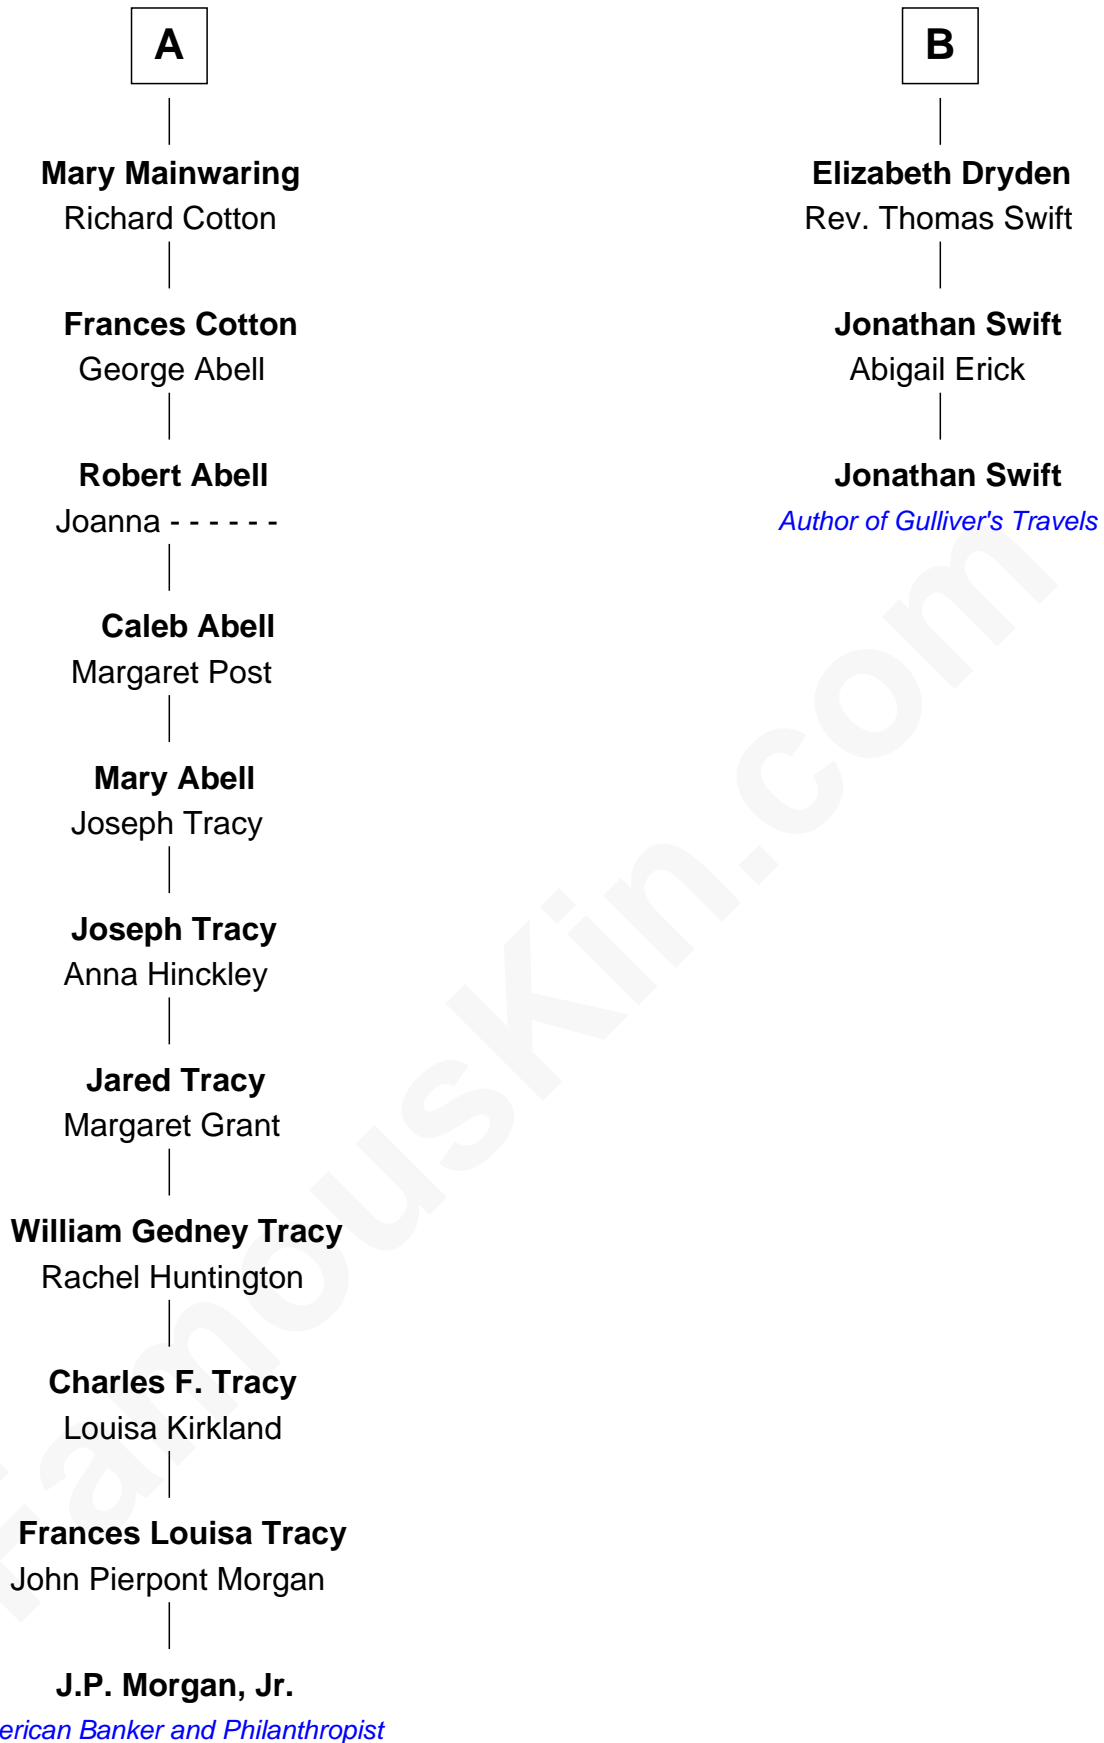 A
Mary Mainwaring
Richard Cotton
Frances Cotton
George Abell
Robert Abell
Joanna - - - - - -
Caleb Abell
Margaret Post
Mary Abell
Joseph Tracy
Joseph Tracy
Anna Hinckley
Jared Tracy
Margaret Grant
William Gedney Tracy
Rachel Huntington
Charles F. Tracy
Louisa Kirkland
Frances Louisa Tracy
John Pierpont Morgan
J.P. Morgan, Jr.
erican Banker and Philanthropist
B
Elizabeth Dryden
Rev. Thomas Swift
Jonathan Swift
Abigail Erick
Jonathan Swift
Author of Gulliver's Travels
FamousKin.com